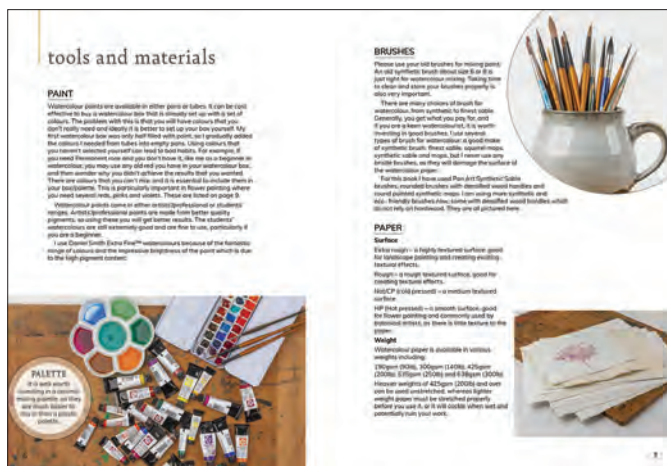 tools and materials
PAINT
Watercolour paints are available in either pans or tubes. It can be cost
effective to buy a watercolour box that is already set up with a set of
colours. The problem with this is that you will have colours that you
don't really need and ideally it is better to set up your box yourself. My
first watercolour box was only half filled with paint, so I gradually added
the colours I needed from tubes into empty pans. Using colours that
you haven't selected yourself can lead to bad habits. For example, if
you need Permanent rose and you don't have it, like me as a beginner in
watercolour, you may use any old red you have in your watercolour box,
and then wonder why you didn't achieve the results that you wanted.
There are colours that you can't mix, and it is essential to include them in
your box/palette. This is particularly important in flower painting where
you need several reds, pinks and violets. These are listed on page 9.
Watercolour paints come in either artists'/professional or students'
ranges. Artists'/professional paints are made from better quality
pigments, so using these you will get better results. The students'
watercolours are still extremely good and are fine to use, particularly if
you are a beginner.
I use Daniel Smith Extra Fine™ watercolours because of the fantastic
range of colours and the impressive brightness of the paint which is due
to the high pigment content.
PALETTE
It is well worth
investing in a ceramic
mixing palette, as they
are much easier to
mix in than a plastic
palette.
BRUSHES
Please use your old brushes for mixing paint.
An old synthetic brush about size 6 or 8 is
just right for watercolour mixing. Taking time
to clean and store your brushes properly is
also very important.
There are many choices of brush for
watercolour, from synthetic to finest sable.
Generally, you get what you pay for, and
if you are a keen watercolourist, it is worth
investing in good brushes. I use several
types of brush for watercolour: a good make
of synthetic brush, finest sable, squirrel mops,
synthetic sable and mops, but I never use any
bristle brushes, as they will damage the surface of
the watercolour paper.
For this book I have used Pen Art Synthetic Sable
brushes, rounded brushes with densified wood handles and
round pointed synthetic mops. I am using more synthetic and
eco-friendly brushes now, some with densified wood handles which
do not rely on hardwood. They are all pictured here.
PAPER
Surface
Extra rough – a highly textured surface good
for landscape painting and creating exciting
textural effects.
Rough – a rough textured surface, good for
creating textural effects.
Not/CP (cold pressed) – a medium textured
surface.
HP (hot pressed) – a smooth surface, good
for flower painting and commonly used by
botanical artists, as there is little texture to the
paper.
Weight
Watercolour paper is available in various
weights including:
190gsm (90lb), 300gsm (140lb), 425gsm
(200lb), 535gsm (250lb) and 638gsm (300lb).
Heavier weights of 425gsm (200lb) and over
can be used unstretched, whereas lighter
weight paper must be stretched properly
before you use it, or it will cockle when wet and
potentially ruin your work.
7